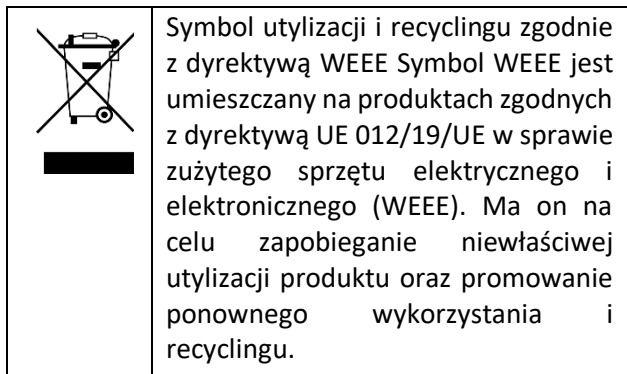 Symbol utylizacji i recyclingu zgodnie
z dyrektywą WEEE Symbol WEEE jest
umieszczany na produktach zgodnych
z dyrektywą UE 012/19/UE w sprawie
zużytego sprzętu elektrycznego i
elektronicznego (WEEE). Ma on na
celu zapobieganie niewłaściwej
utylizacji produktu oraz promowanie
ponownego wykorzystania i
recyclingu.